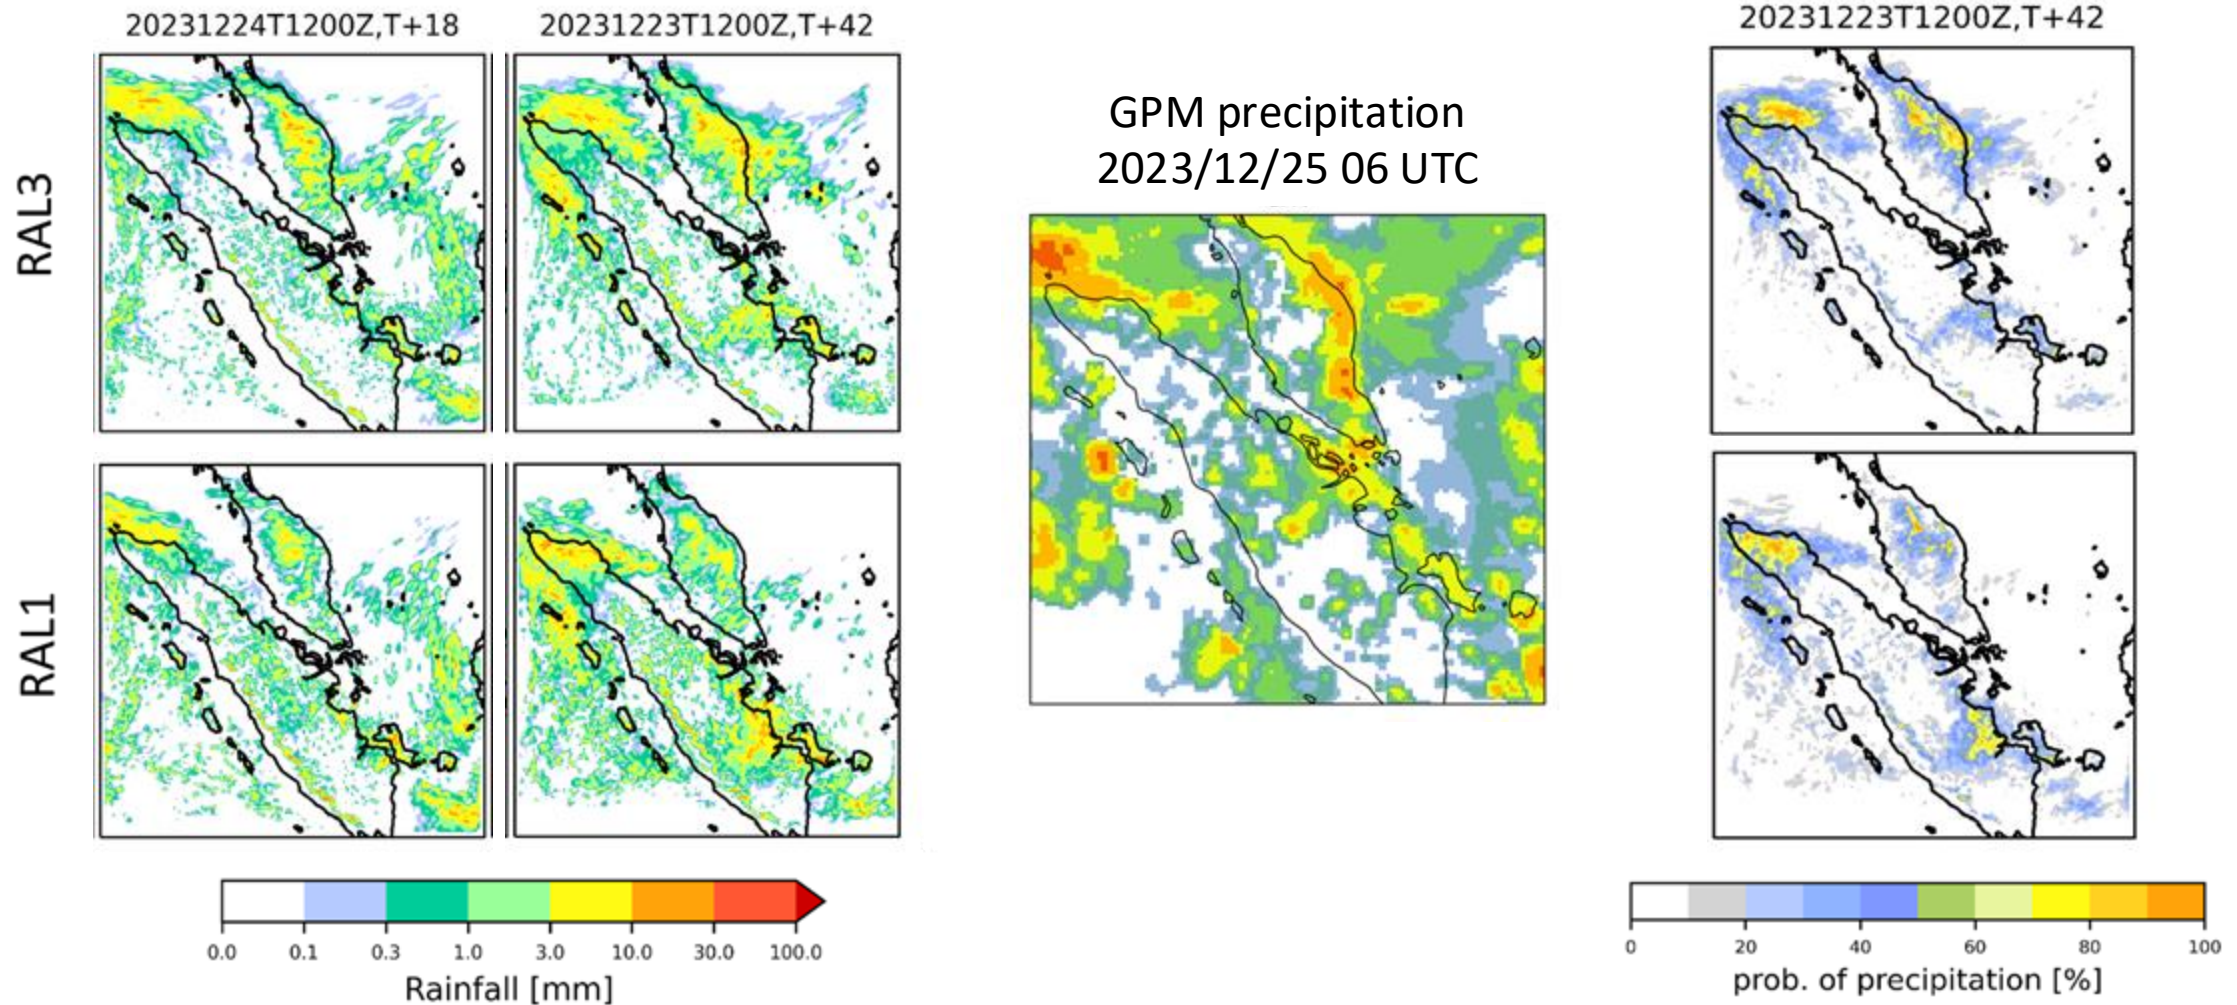 20231224T1200Z,T+18
20231223T1200Z,T+42
20231223T1200Z,T+42
RAL3
GPM precipitation
2023/12/25 06 UTC
RAL1
0.0 0.1 0.3 1.0 3.0 10.0 30.0 100.0
Rainfall [mm]
0 20 40 60 80 100
prob. of precipitation [%]